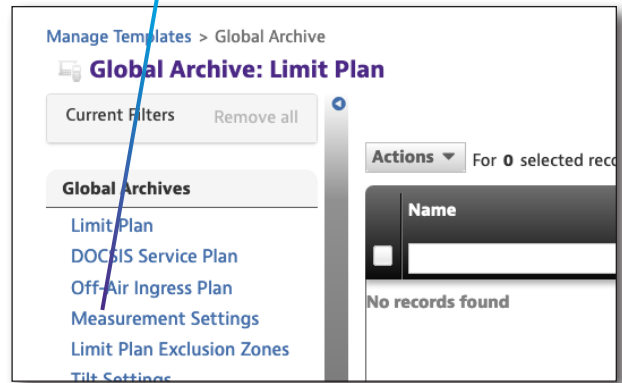 Manage Templates > Global Archive
Global Archive: Limit Plan
Current Filters Remove all
Actions For 0 selected reco
Global Archives
Name
Limit Plan
DOCSIS Service Plan
Off-Air Ingress Plan
No records found
Measurement Settings
Limit Plan Exclusion Zones
Tilt Settings